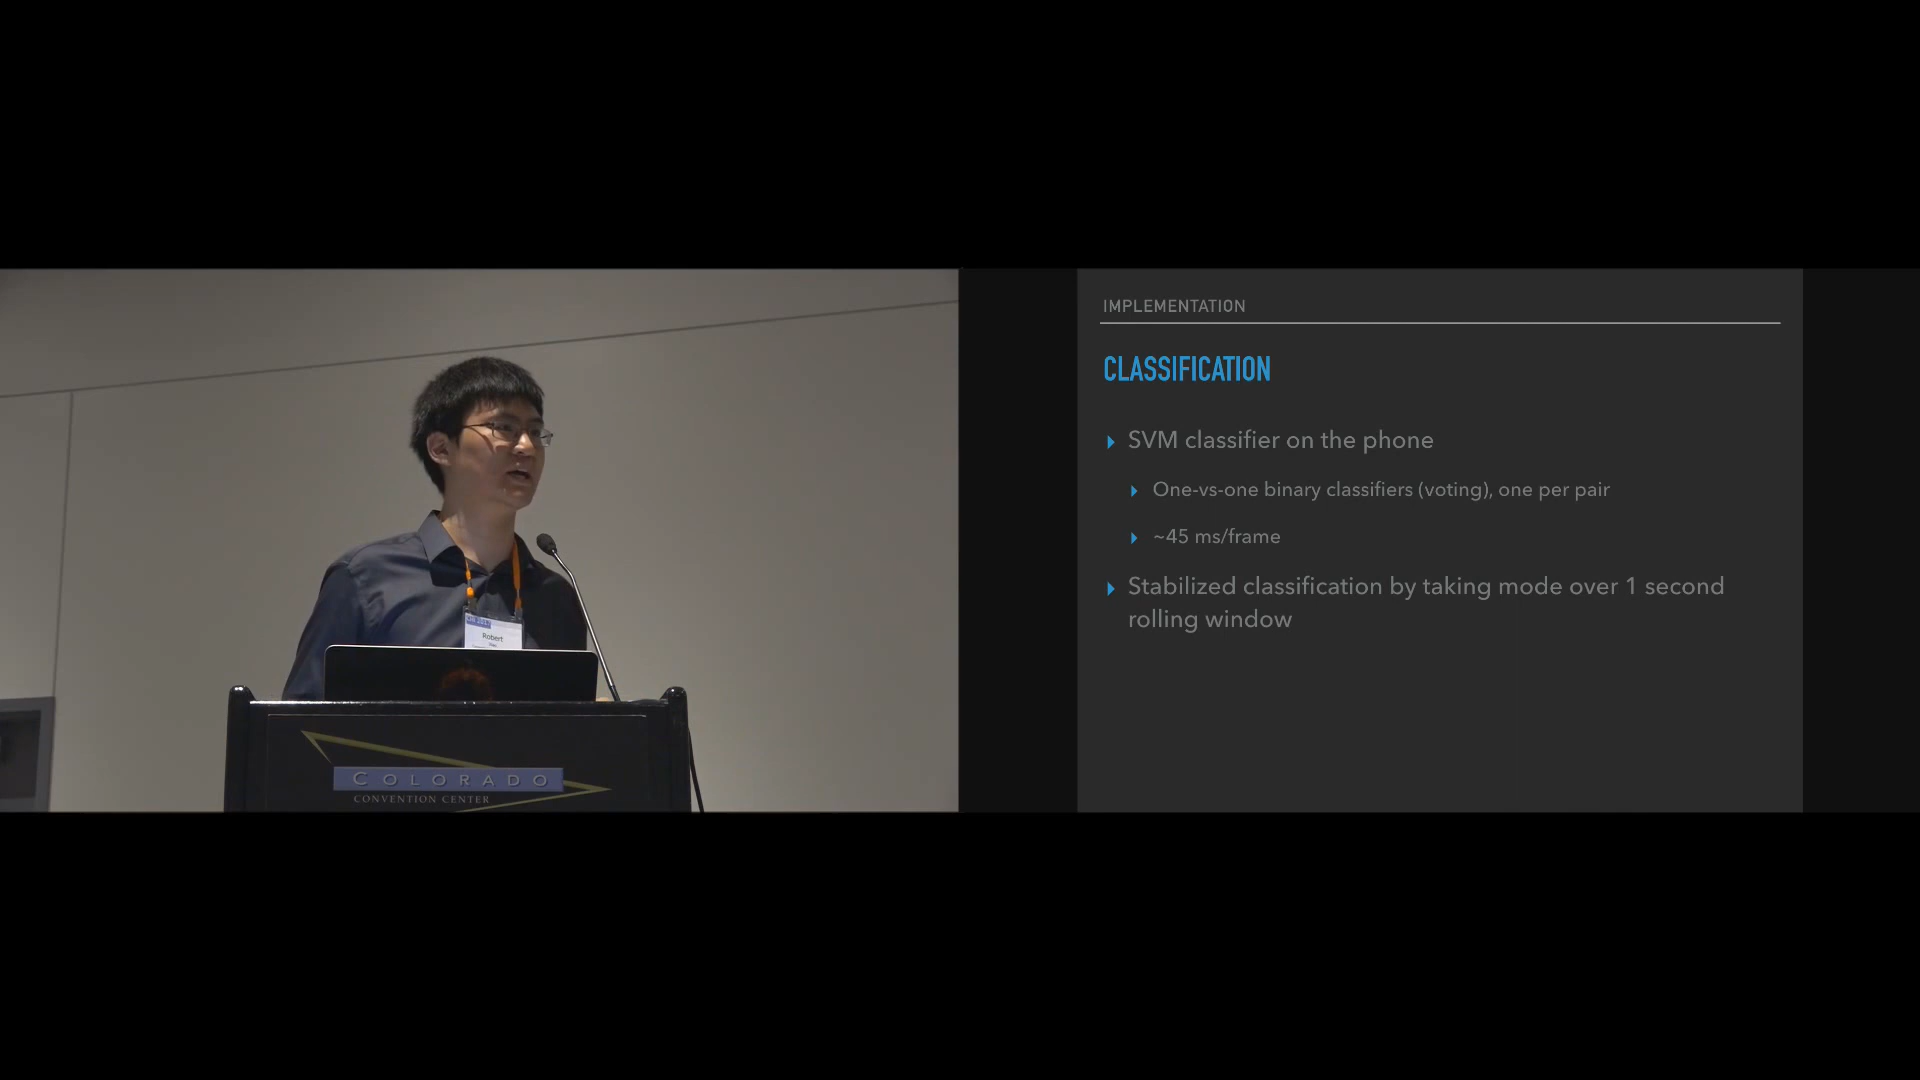 Robert
COLORADO
CONVENTION CENTER
IMPLEMENTATION
CLASSIFICATION
SVM classifier on the phone
One-vs-one binary classifiers (voting), one per pair
~45 ms/frame
Stabilized classification by taking mode over 1 second
rolling window